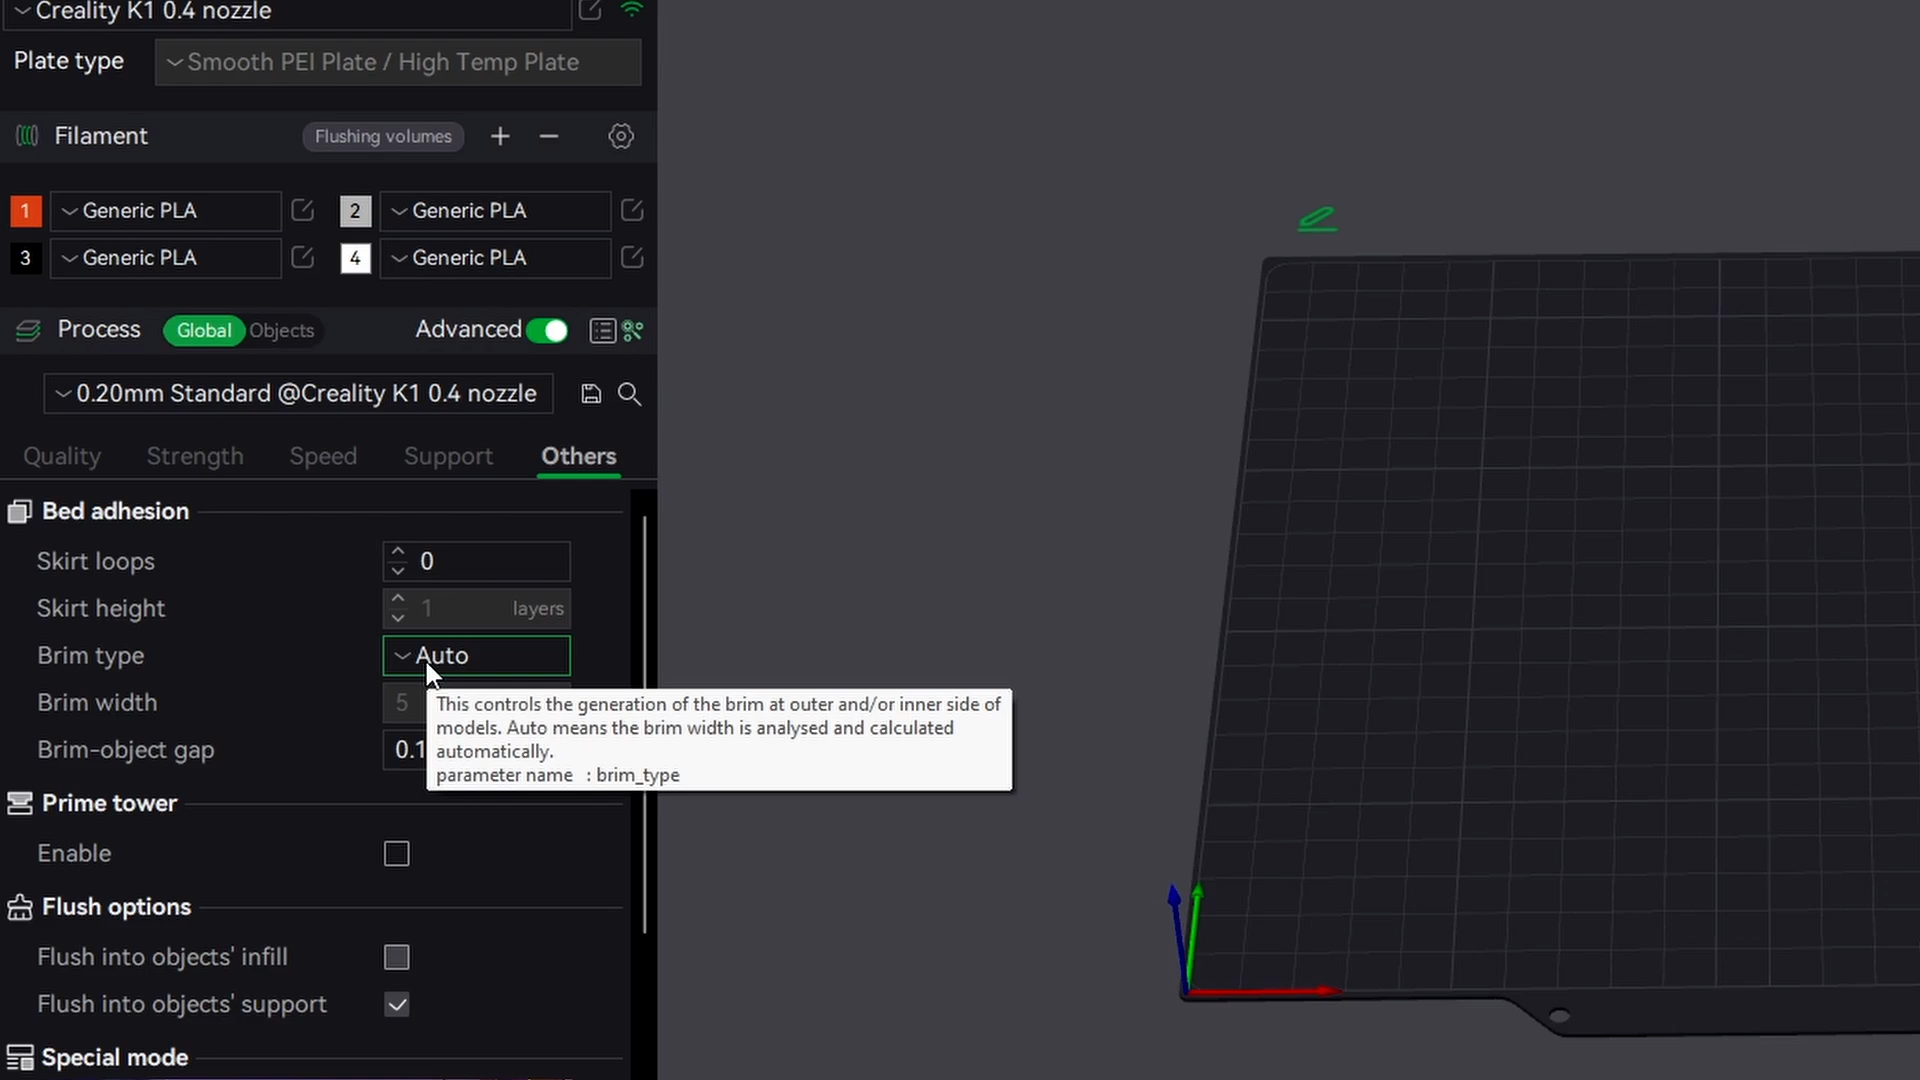 Creality K1 0.4 nozzle
Plate type
Smooth PEI Plate / High Temp Plate
Filament
Flushing volumes
1
Generic PLA
2
Generic PLA
3
Generic PLA
4
Generic PLA
Process
Global
Objects
Advanced
0.20mm Standard @Creality K1 0.4 nozzle
Quality
Strength
Speed
Support
Others
Bed adhesion
Skirt loops
0
Skirt height
1
layers
Brim type
Auto
Brim width
5
Brim-object gap
0.1
This controls the generation of the brim at outer and/or inner side of
models. Auto means the brim width is analysed and calculated
automatically.
parameter name : brim_type
Prime tower
Enable
Flush options
Flush into objects' infill
Flush into objects' support
Special mode